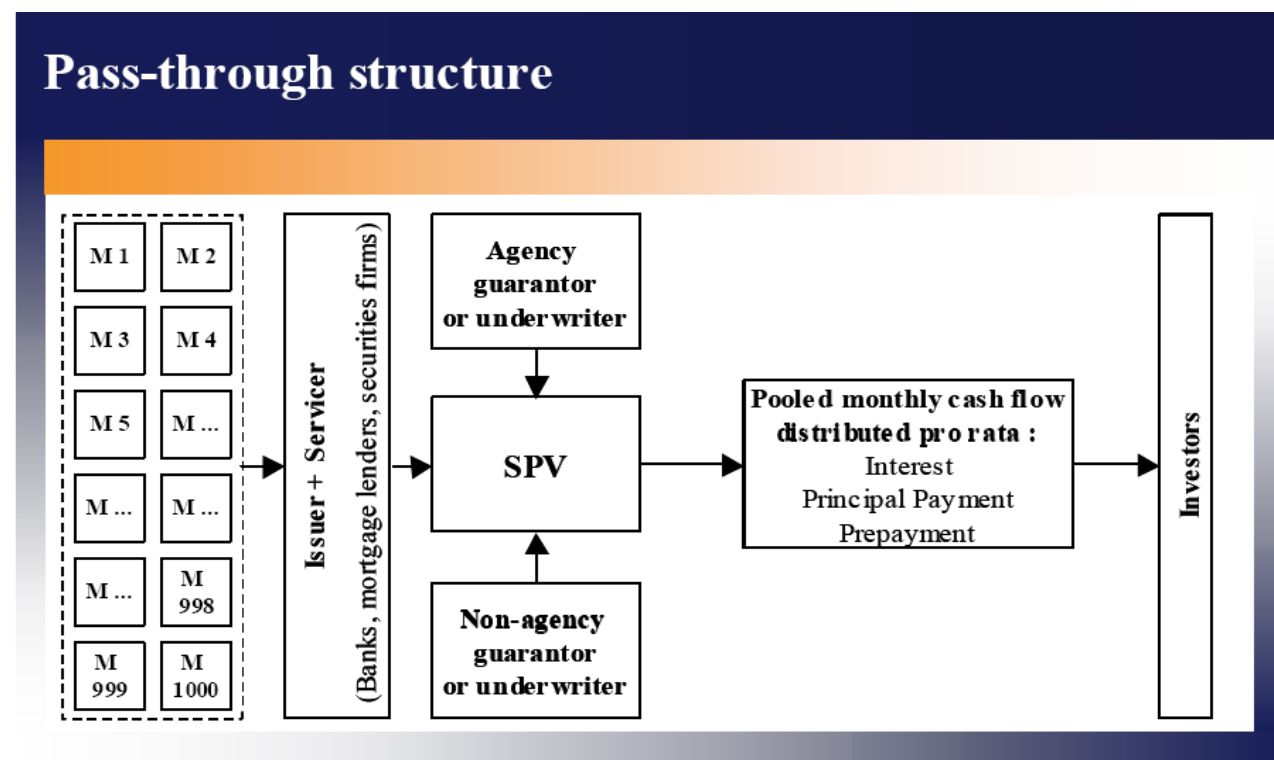 Pass-through structure
M 1
M 2
M 3
M 4
M 5
M ...
M ...
M ...
M ...
M
998
M
999
M
1000
Issuer + Servicer
(Banks, mortgage lenders, securities firms)
Agency
guarantor
or underwriter
SPV
Non-agency
guarantor
or underwriter
Pooled monthly cash flow
distributed pro rata :
Interest
Principal Payment
Prepayment
Investors